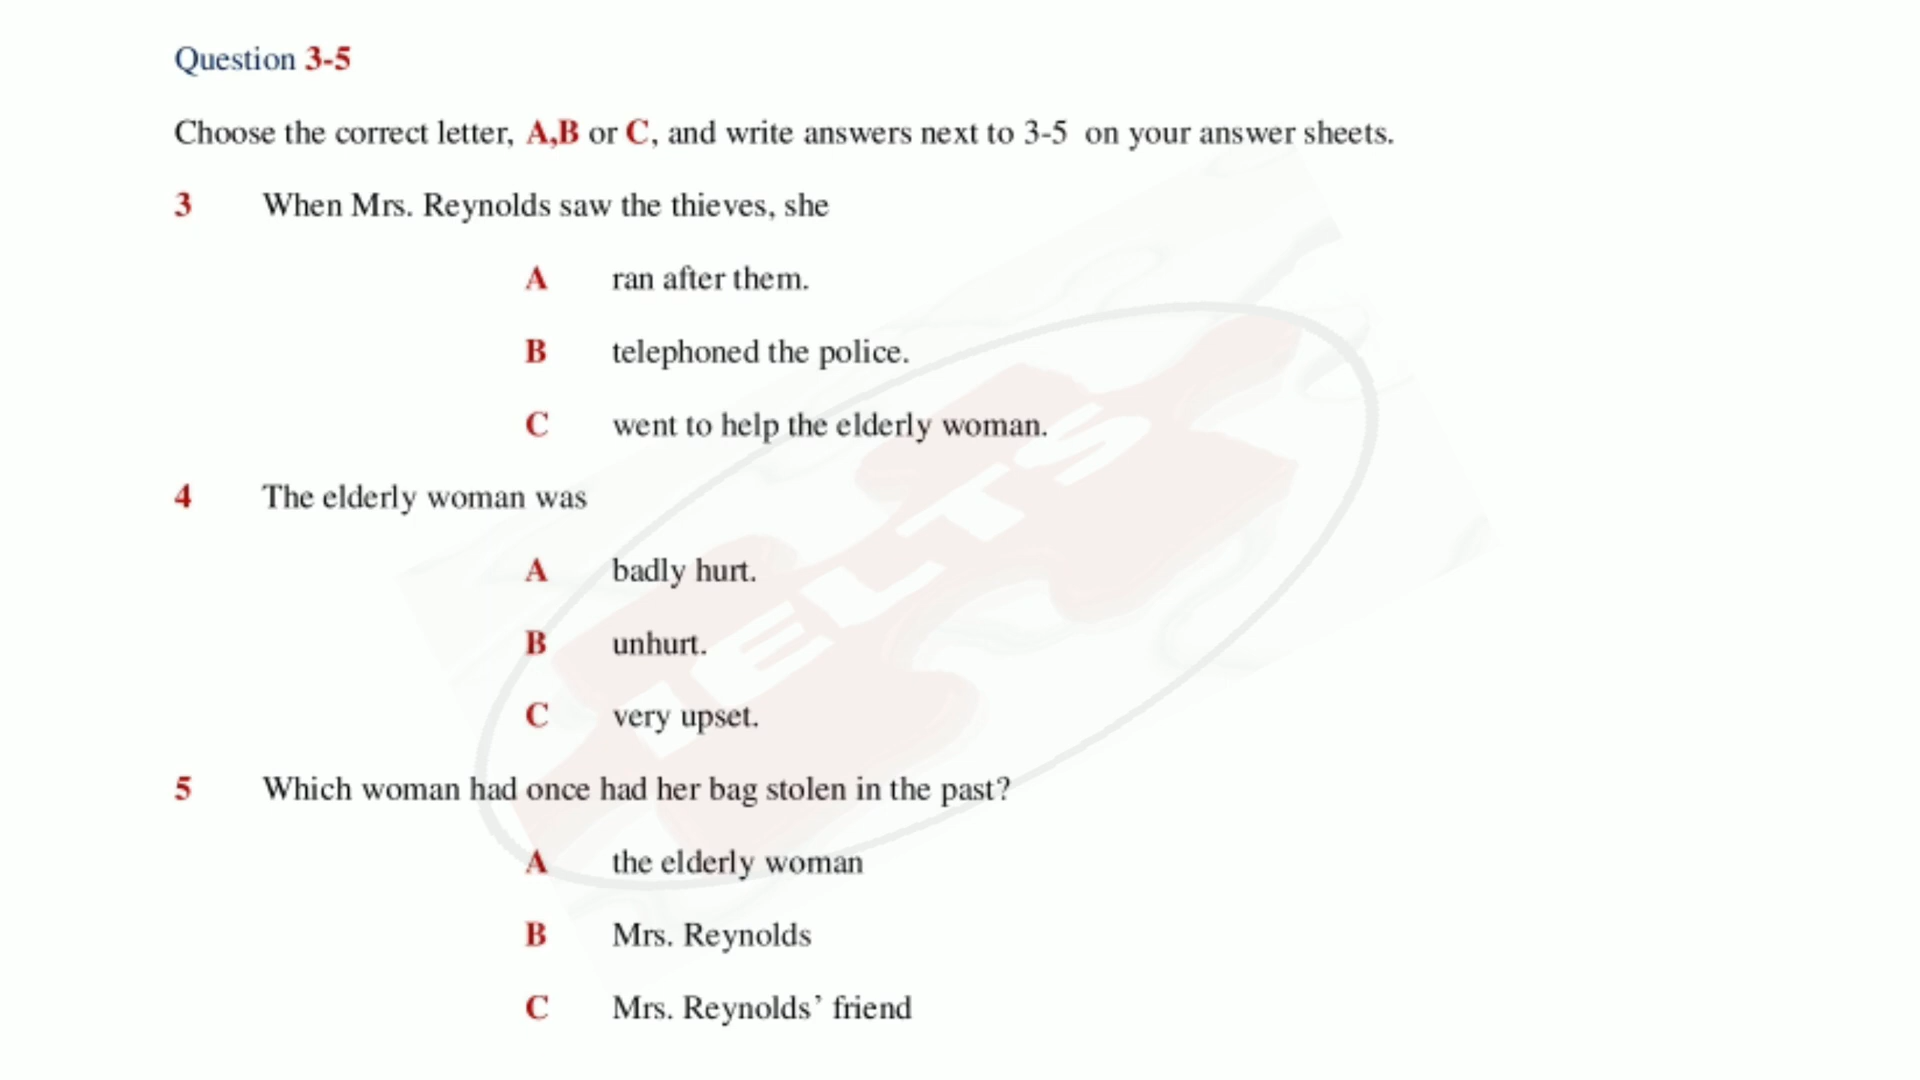 Question 3-5
Choose the correct letter, A,B or C, and write answers next to 3-5 on your answer sheets.
3 When Mrs. Reynolds saw the thieves, she
A ran after them.
B telephoned the police.
C went to help the elderly woman.
4 The elderly woman was
A badly hurt.
B unhurt.
C very upset.
5 Which woman had once had her bag stolen in the past?
A the elderly woman
B Mrs. Reynolds
C Mrs. Reynolds’ friend
IELTS